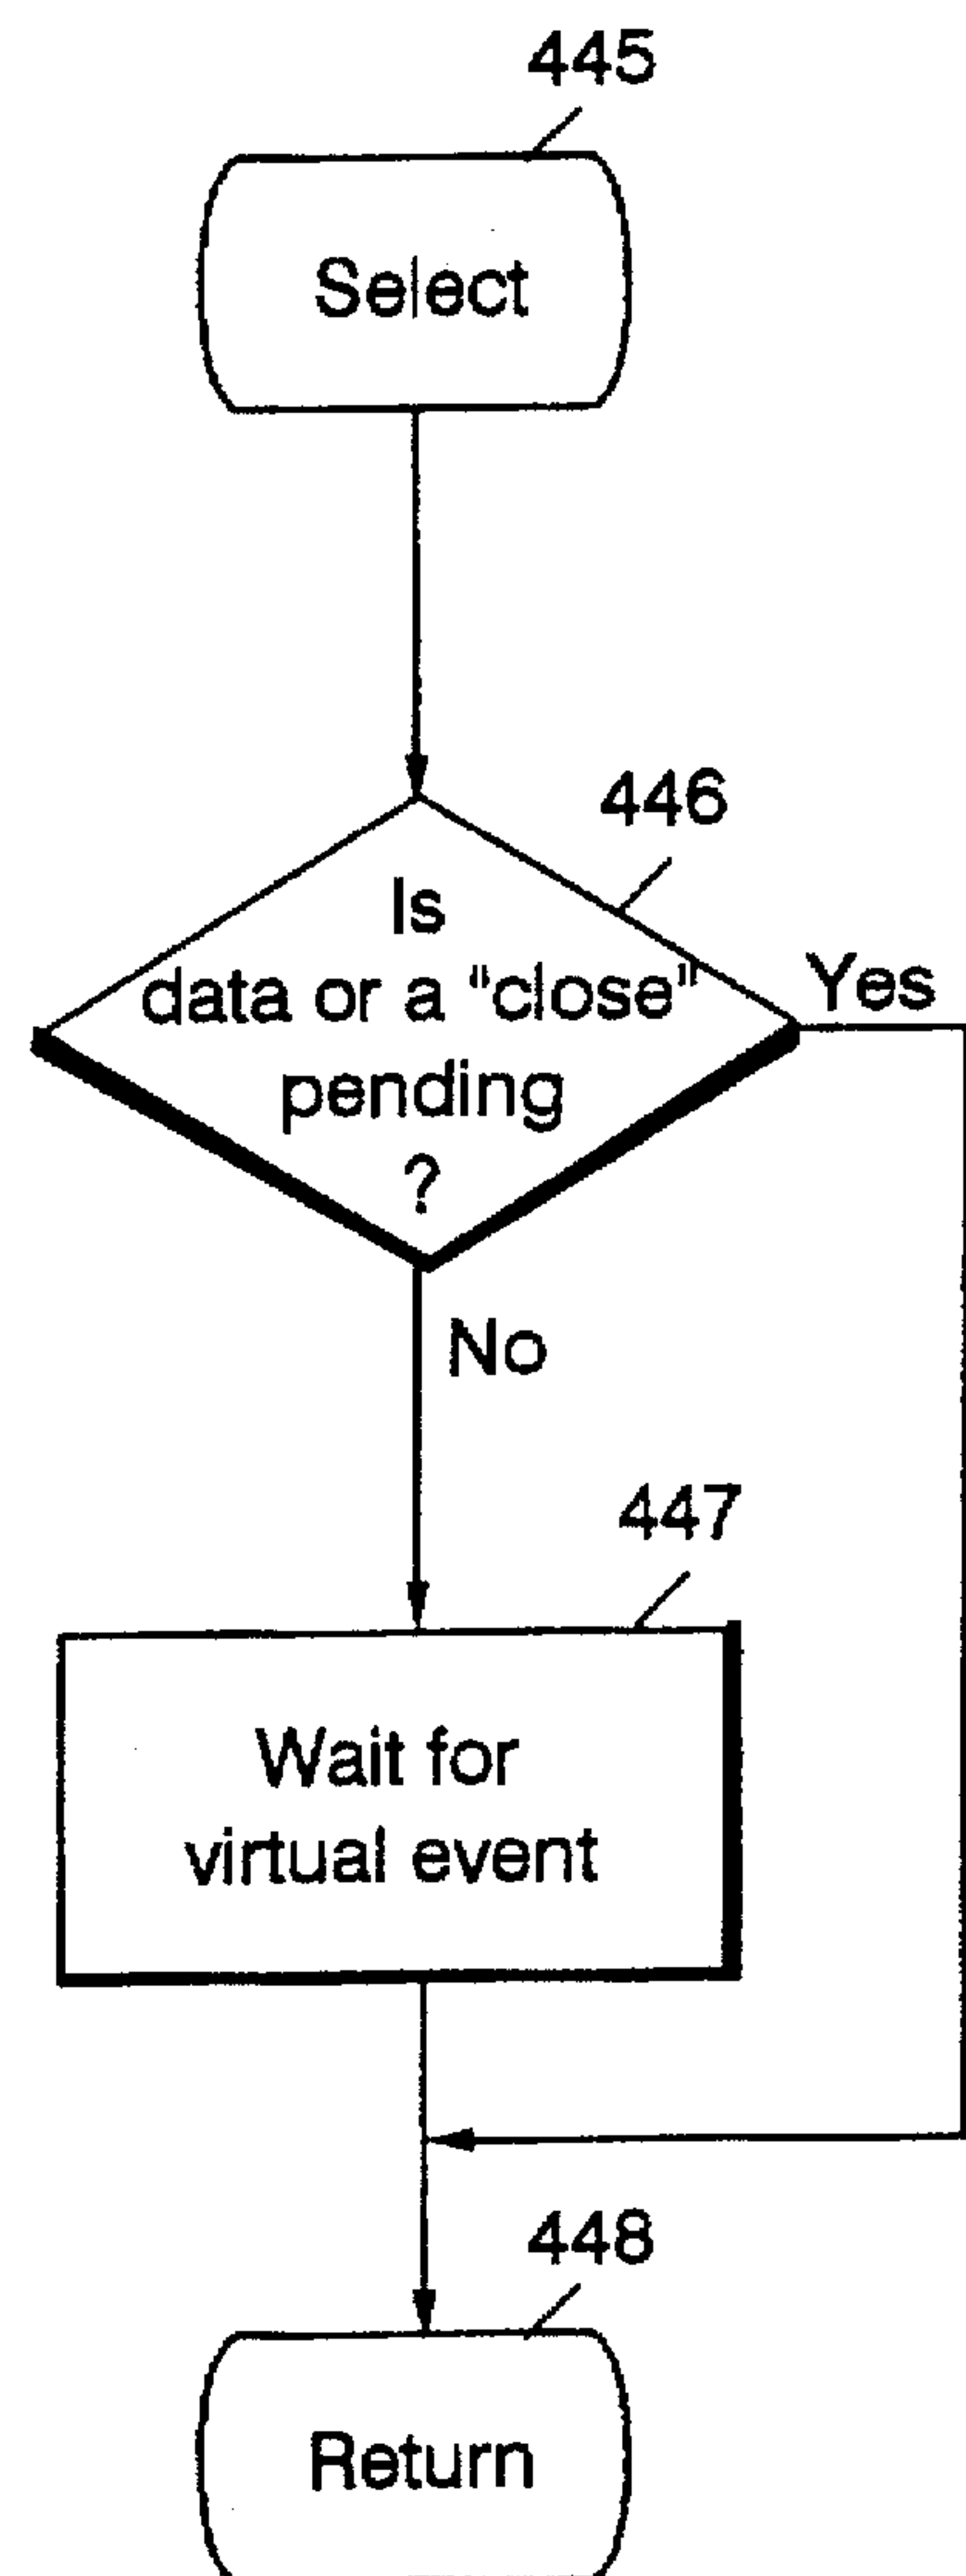 445
Select
446
Is
data or a "close"
pending
?
Yes
No
447
Wait for
virtual event
448
Return